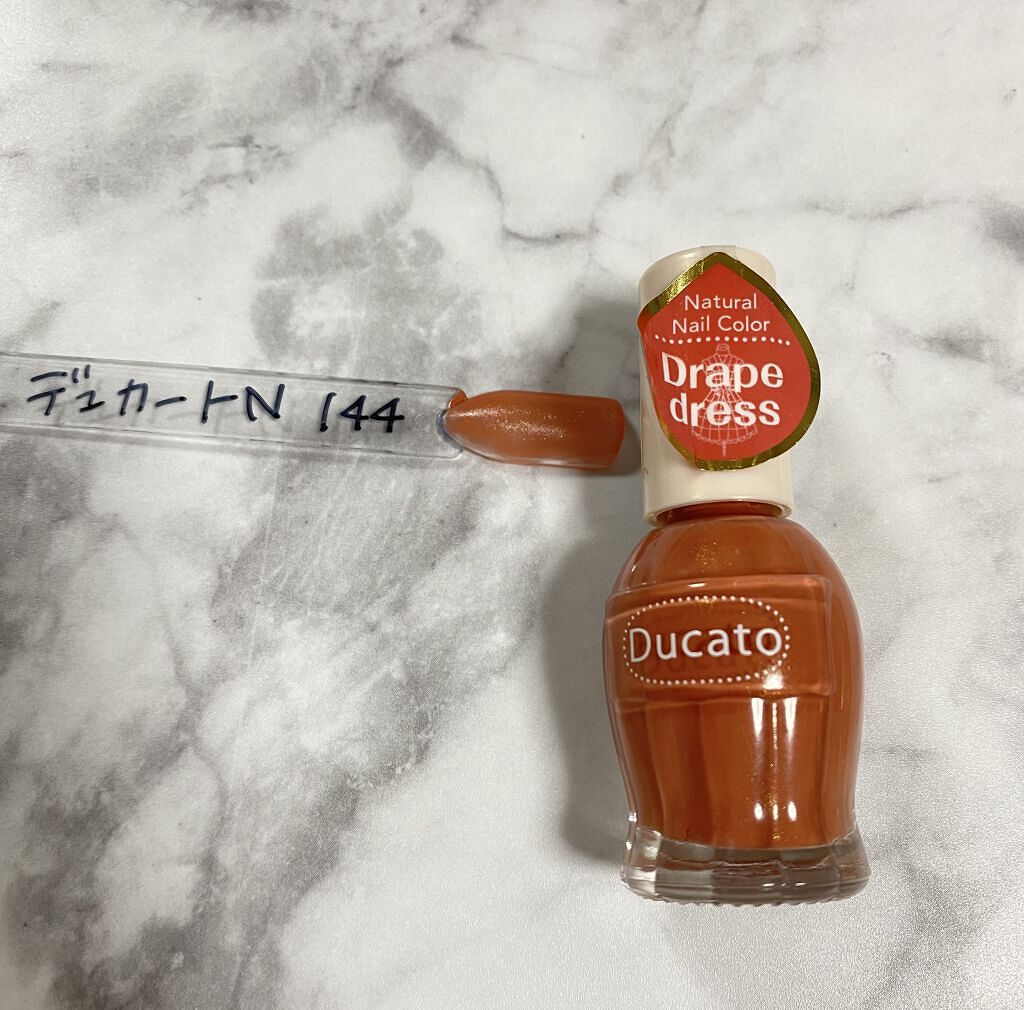 デュカートN 144
Natural
Nail Color
Drape
dress
Ducato